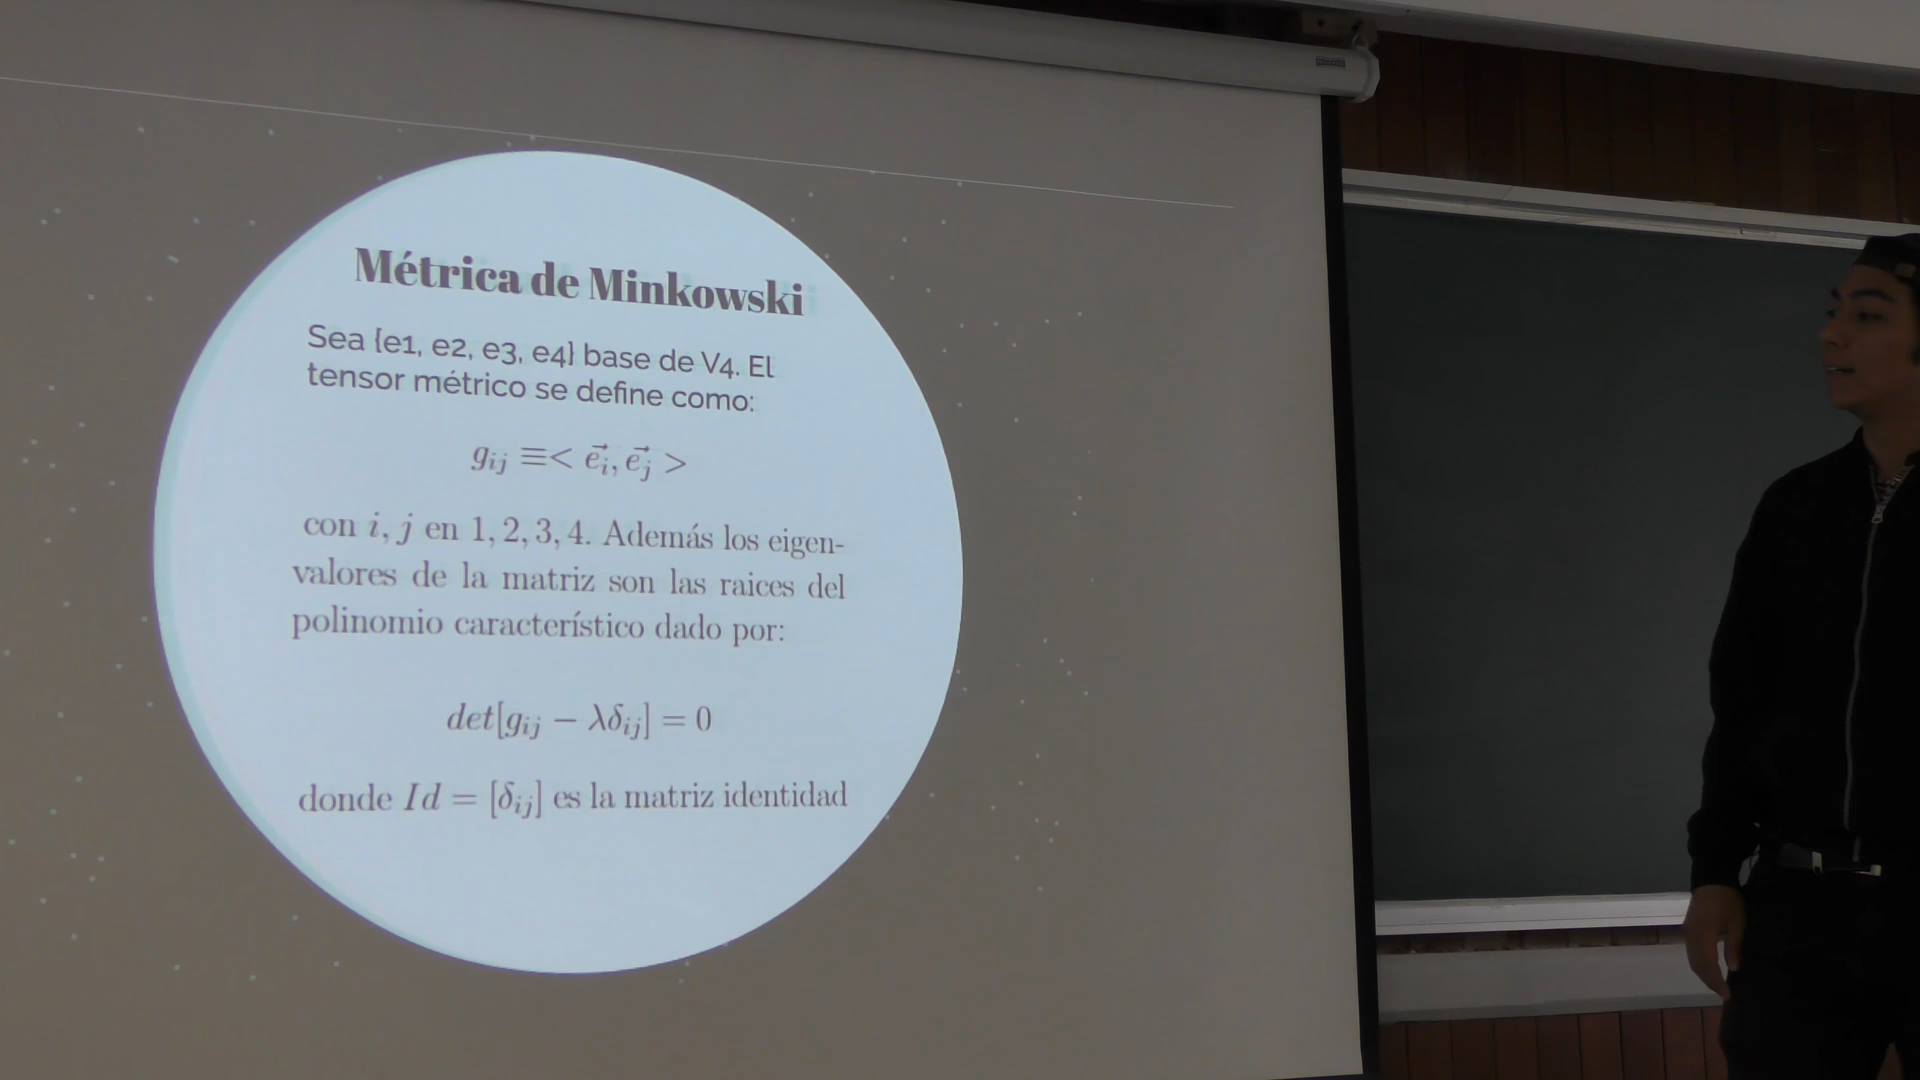 Métrica de Minkowski
Sea {e1, e2, e3, e4} base de V4. El
tensor métrico se define como:
g_{ij} ≡< \vec{e_i}, \vec{e_j} >
con i, j en 1, 2, 3, 4. Además los eigen-
valores de la matriz son las raices del
polinomio característico dado por:
det[g_{ij} − λδ_{ij}] = 0
donde Id = [δ_{ij}] es la matriz identidad